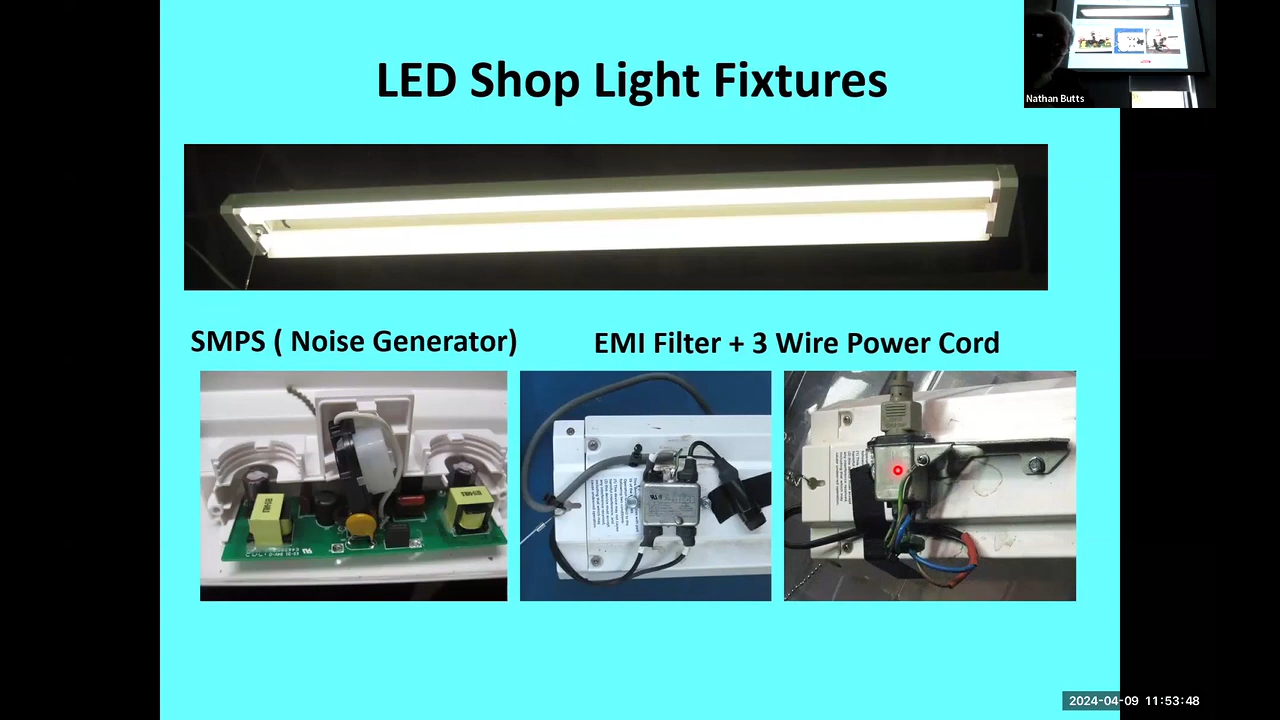 LED Shop Light Fixtures
Nathan Butts
SMPS ( Noise Generator)
EMI Filter + 3 Wire Power Cord
2024-04-09 11:53:48